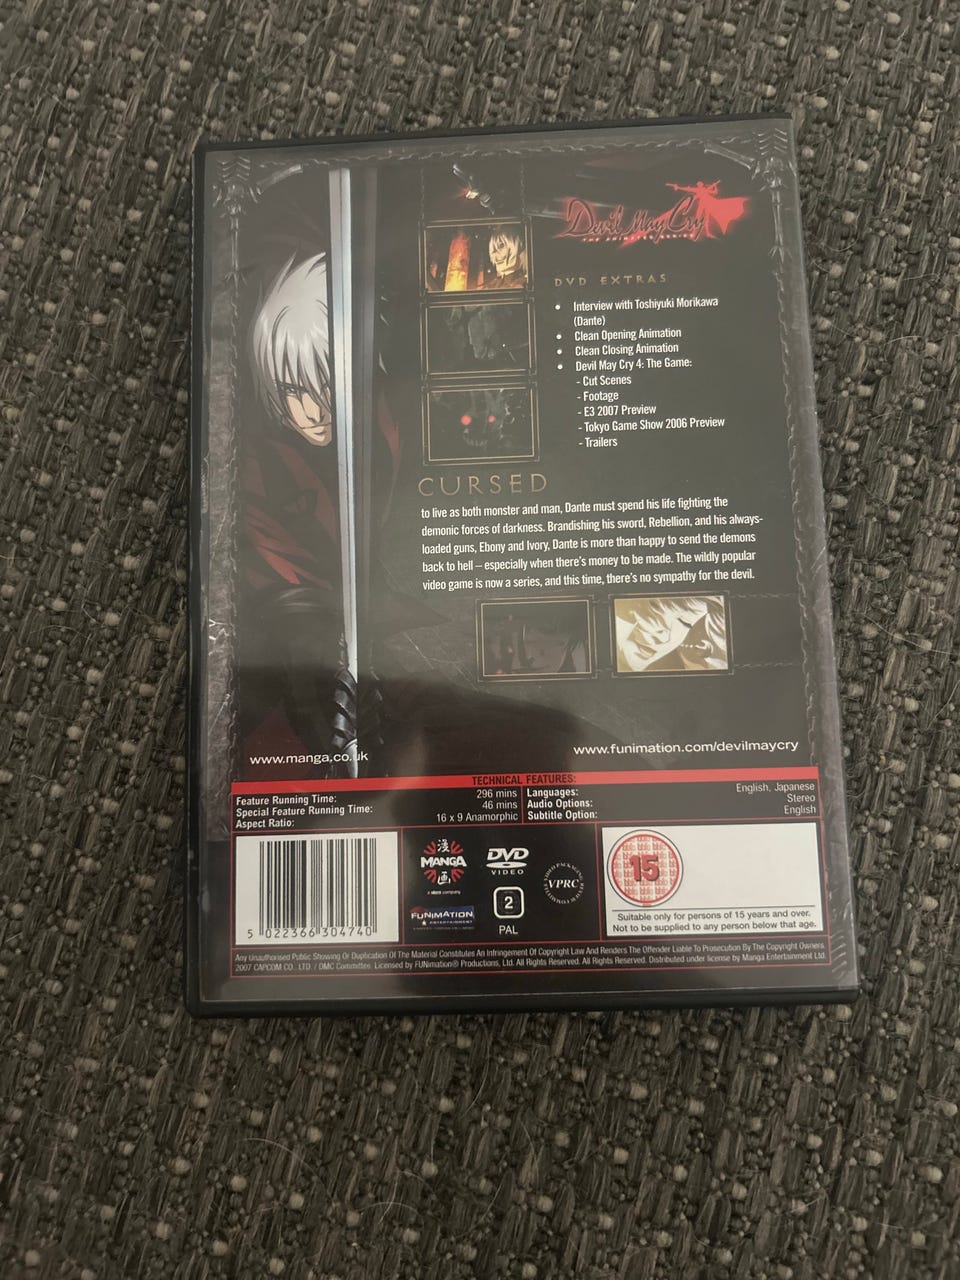 Devil May Cry
THE ANIMATED SERIES
DVD EXTRAS
• Interview with Toshiyuki Morikawa
(Dante)
• Clean Opening Animation
• Clean Closing Animation
• Devil May Cry 4: The Game:
- Cut Scenes
- Footage
- E3 2007 Preview
- Tokyo Game Show 2006 Preview
- Trailers
CURSED
to live as both monster and man, Dante must spend his life fighting the
demonic forces of darkness. Brandishing his sword, Rebellion, and his always-
loaded guns, Ebony and Ivory, Dante is more than happy to send the demons
back to hell – especially when there's money to be made. The wildly popular
video game is now a series, and this time, there's no sympathy for the devil.
www.manga.co.uk
www.funimation.com/devilmaycry
TECHNICAL FEATURES:
Feature Running Time: 296 mins
Special Feature Running Time: 46 mins
Aspect Ratio: 16 x 9 Anamorphic
Languages: English, Japanese
Audio Options: Stereo
Subtitle Option: English
5 022366 304740
漫
MANGA
画
DVD
VIDEO
VPRC
FUNIMATION
ENTERTAINMENT
2
PAL
15
Suitable only for persons of 15 years and over.
Not to be supplied to any person below that age.
Any Unauthorised Public Showing Or Duplication Of The Material Constitutes An Infringement Of Copyright Law And Renders The Offender Liable To Prosecution By The Copyright Owners
2007 CAPCOM CO. LTD / DMC Committee. Licensed by FUNimation® Productions, Ltd. All Rights Reserved. All Rights Reserved. Distributed under license by Manga Entertainment Ltd.